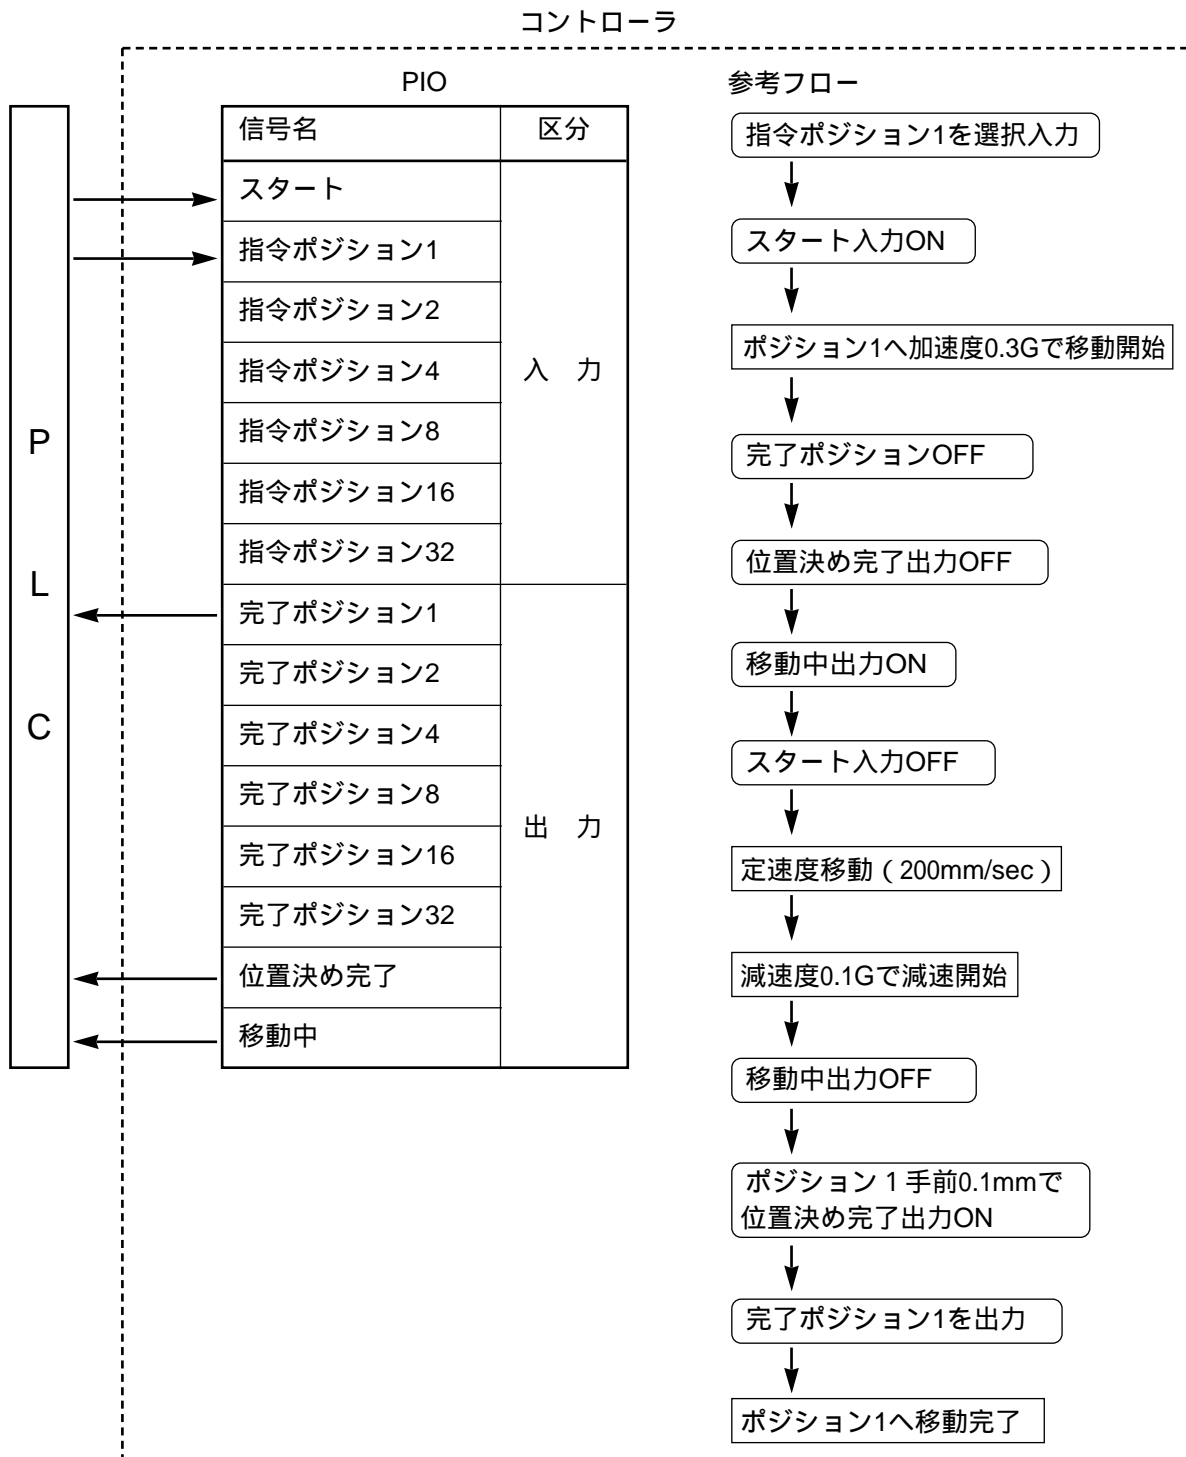 コントローラ
PIO
参考フロー
P
L
C
信号名 区分
スタート
指令ポジション1
指令ポジション2
指令ポジション4
指令ポジション8
指令ポジション16
指令ポジション32
入 力
完了ポジション1
完了ポジション2
完了ポジション4
完了ポジション8
完了ポジション16
完了ポジション32
位置決め完了
移動中
出 力
指令ポジション1を選択入力
スタート入力ON
ポジション1へ加速度0.3Gで移動開始
完了ポジションOFF
位置決め完了出力OFF
移動中出力ON
スタート入力OFF
定速度移動（200mm/sec）
減速度0.1Gで減速開始
移動中出力OFF
ポジション１手前0.1mmで
位置決め完了出力ON
完了ポジション1を出力
ポジション1へ移動完了